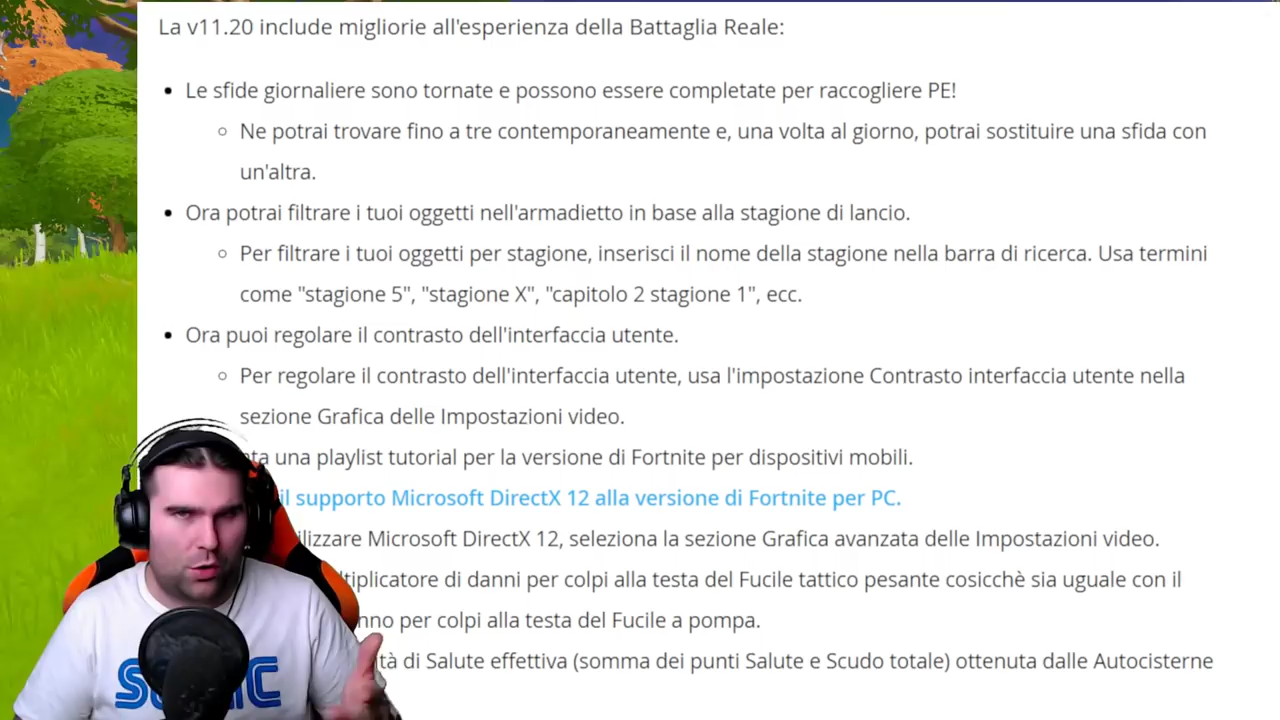 La v11.20 include migliorie all'esperienza della Battaglia Reale:
• Le sfide giornaliere sono tornate e possono essere completate per raccogliere PE!
○ Ne potrai trovare fino a tre contemporaneamente e, una volta al giorno, potrai sostituire una sfida con
un'altra.
• Ora potrai filtrare i tuoi oggetti nell'armadietto in base alla stagione di lancio.
○ Per filtrare i tuoi oggetti per stagione, inserisci il nome della stagione nella barra di ricerca. Usa termini
come "stagione 5", "stagione X", "capitolo 2 stagione 1", ecc.
• Ora puoi regolare il contrasto dell'interfaccia utente.
○ Per regolare il contrasto dell'interfaccia utente, usa l'impostazione Contrasto interfaccia utente nella
sezione Grafica delle Impostazioni video.
una playlist tutorial per la versione di Fortnite per dispositivi mobili.
il supporto Microsoft DirectX 12 alla versione di Fortnite per PC.
Microsoft DirectX 12, seleziona la sezione Grafica avanzata delle Impostazioni video.
di danni per colpi alla testa del Fucile tattico pesante cosicchè sia uguale con il
per colpi alla testa del Fucile a pompa.
di Salute effettiva (somma dei punti Salute e Scudo totale) ottenuta dalle Autocisterne